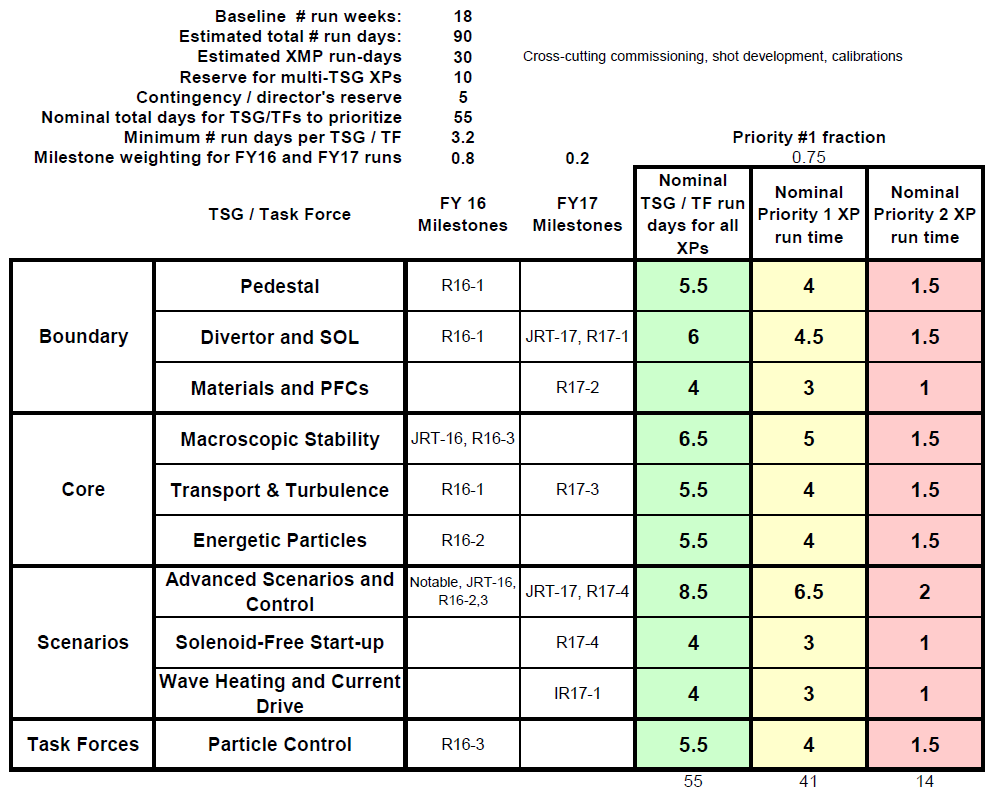 Baseline # run weeks: 18
Estimated total # run days: 90
Estimated XMP run-days 30 Cross-cutting commissioning, shot development, calibrations
Reserve for multi-TSG XPs 10
Contingency / director's reserve 5
Nominal total days for TSG/TFs to prioritize 55
Minimum # run days per TSG / TF 3.2 Priority #1 fraction
Milestone weighting for FY16 and FY17 runs 0.8 0.2 0.75
TSG / Task Force
FY 16
Milestones
FY17
Milestones
Nominal
TSG / TF run
days for all
XPs
Nominal
Priority 1 XP
run time
Nominal
Priority 2 XP
run time
Boundary
Pedestal R16-1 5.5 4 1.5
Divertor and SOL R16-1 JRT-17, R17-1 6 4.5 1.5
Materials and PFCs R17-2 4 3 1
Core
Macroscopic Stability JRT-16, R16-3 6.5 5 1.5
Transport & Turbulence R16-1 R17-3 5.5 4 1.5
Energetic Particles R16-2 5.5 4 1.5
Scenarios
Advanced Scenarios and
Control
Notable, JRT-16,
R16-2,3
JRT-17, R17-4 8.5 6.5 2
Solenoid-Free Start-up R17-4 4 3 1
Wave Heating and Current
Drive
IR17-1 4 3 1
Task Forces Particle Control R16-3 5.5 4 1.5
55 41 14